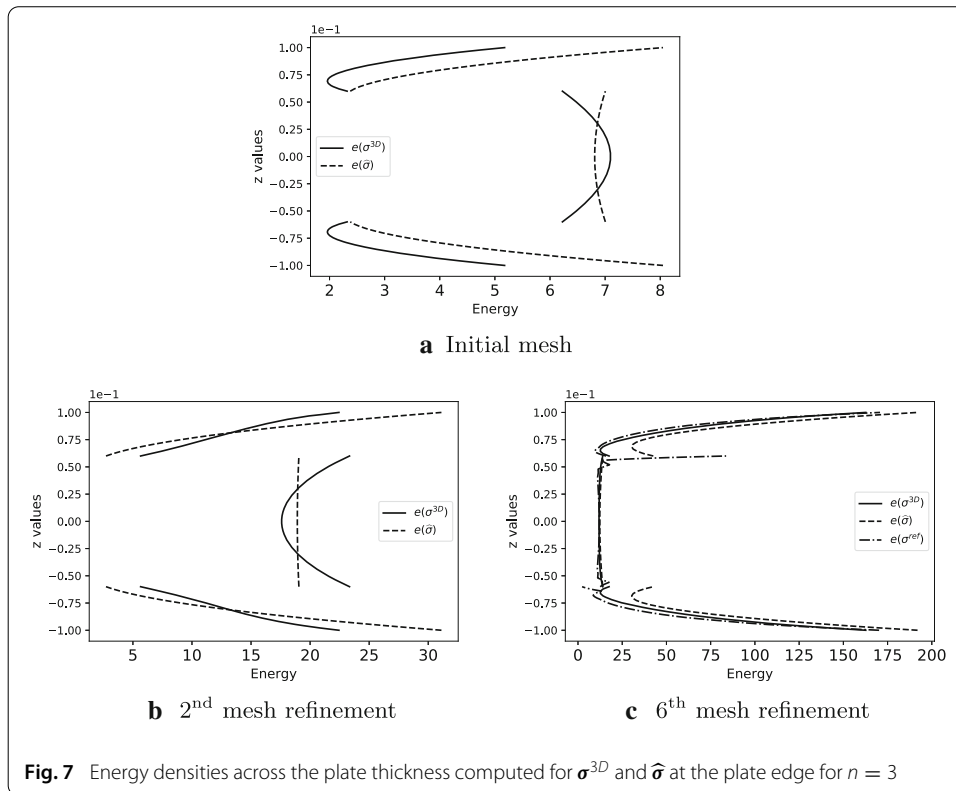 1e−1
1.00
0.75
0.50
0.25
0.00
−0.25
−0.50
−0.75
−1.00
z values
e(σ^3D)
e(σ̂)
2 3 4 5 6 7 8
Energy
a Initial mesh
1e−1
1.00
0.75
0.50
0.25
0.00
−0.25
−0.50
−0.75
−1.00
z values
e(σ^3D)
e(σ̂)
5 10 15 20 25 30
Energy
b 2nd mesh refinement
1e−1
1.00
0.75
0.50
0.25
0.00
−0.25
−0.50
−0.75
−1.00
z values
e(σ^3D)
e(σ̂)
e(σ^ref)
0 25 50 75 100 125 150 175 200
Energy
c 6th mesh refinement
Fig. 7 Energy densities across the plate thickness computed for σ^3D and σ̂ at the plate edge for n = 3